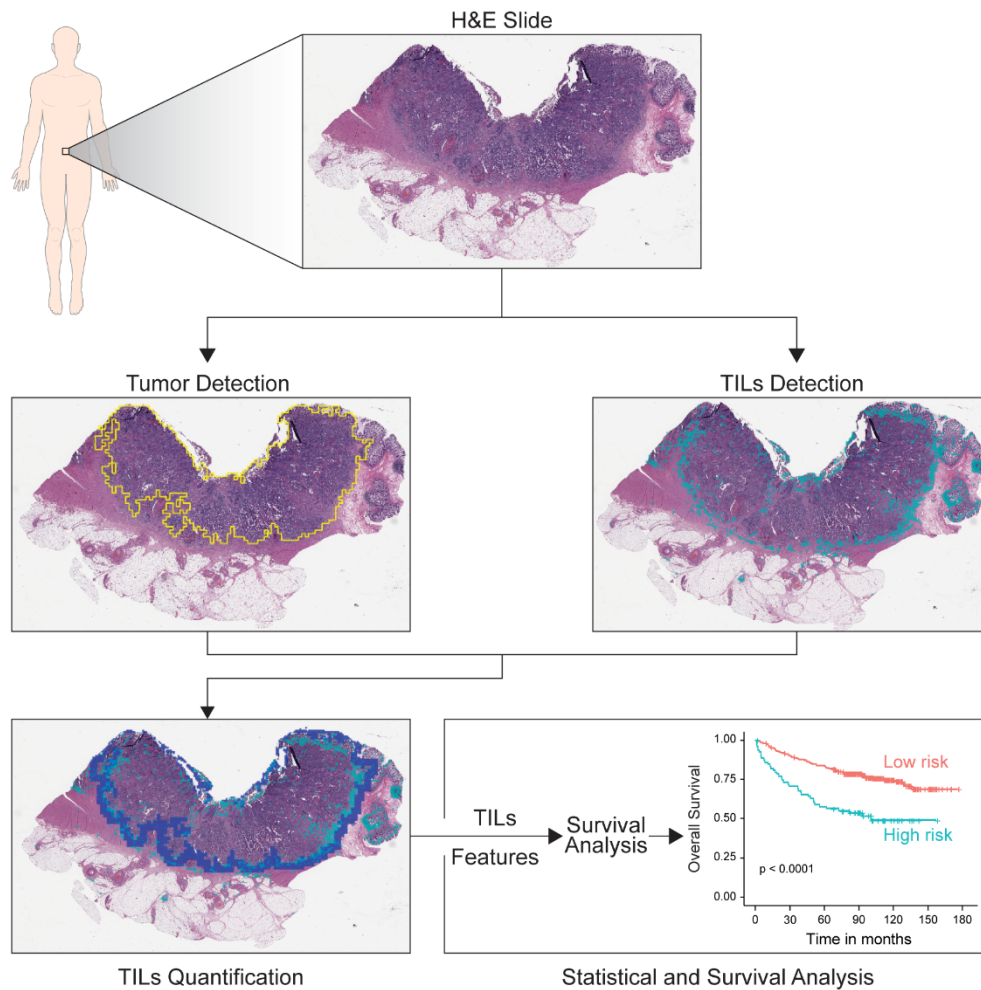 H&E Slide
Tumor Detection
TILs Detection
TILs
Features
Survival
Analysis
Overall Survival
1.00
0.75
0.50
0.25
0.00
Low risk
High risk
p < 0.0001
0 30 60 90 120 150 180
Time in months
TILs Quantification
Statistical and Survival Analysis